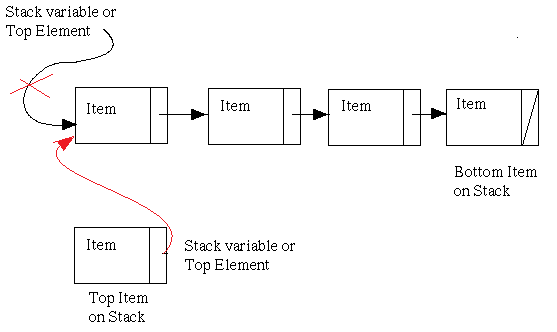 Stack variable or
Top Element
Item
Item
Item
Item
Bottom Item
on Stack
Item
Stack variable or
Top Element
Top Item
on Stack